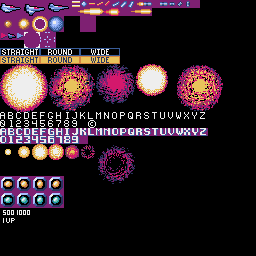 STRAIGHT ROUND WIDE
STRAIGHT ROUND WIDE
ABCDEFGHIJKLMNOPQRSTUVWXYZ
0123456789 ©
ABCDEFGHIJKLMNOPQRSTUVWXYZ
0123456789
500 1000
1UP